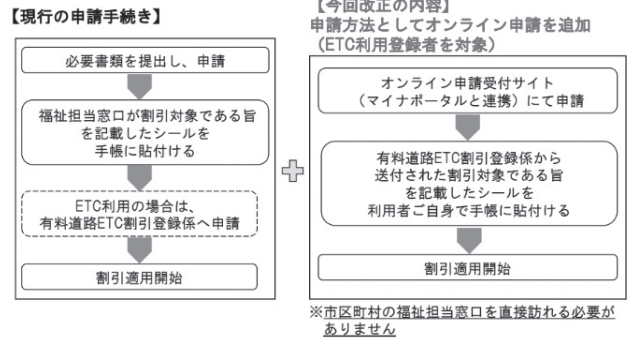 【現行の申請手続き】
必要書類を提出し、申請
福祉担当窓口が割引対象である旨
を記載したシールを
手帳に貼付ける
ETC利用の場合は、
有料道路ETC割引登録係へ申請
割引適用開始
【今回改正の内容】
申請方法としてオンライン申請を追加
（ETC利用登録者を対象）
オンライン申請受付サイト
（マイナポータルと連携）にて申請
有料道路ETC割引登録係から
送付された割引対象である旨
を記載したシールを
利用者ご自身で手帳に貼付ける
割引適用開始
※市区町村の福祉担当窓口を直接訪れる必要が
ありません